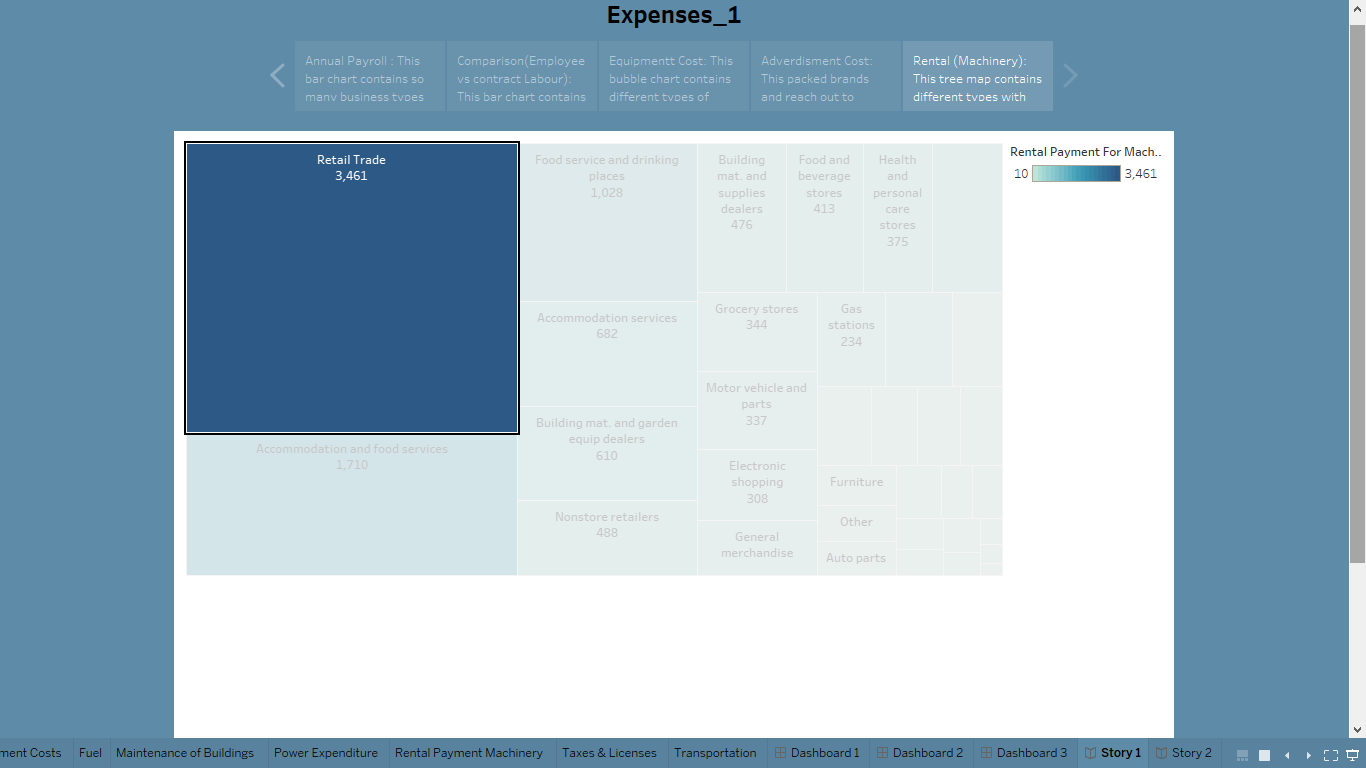 Expenses_1
Annual Payroll : This
bar chart contains so
many business types
Comparison(Employee
vs contract Labour):
This bar chart contains
Equipmentt Cost: This
bubble chart contains
different types of
Adverdisment Cost:
This packed brands
and reach out to
Rental (Machinery):
This tree map contains
different types with
Retail Trade
3,461
Accommodation and food services
1,710
Food service and drinking
places
1,028
Accommodation services
682
Building mat. and garden
equip dealers
610
Nonstore retailers
488
Building
mat. and
supplies
dealers
476
Food and
beverage
stores
413
Health
and
personal
care
stores
375
Grocery stores
344
Motor vehicle and
parts
337
Electronic
shopping
308
General
merchandise
Gas
stations
234
Furniture
Other
Auto parts
Rental Payment For Mach..
10
3,461
ment Costs
Fuel
Maintenance of Buildings
Power Expenditure
Rental Payment Machinery
Taxes & Licenses
Transportation
Dashboard 1
Dashboard 2
Dashboard 3
Story 1
Story 2